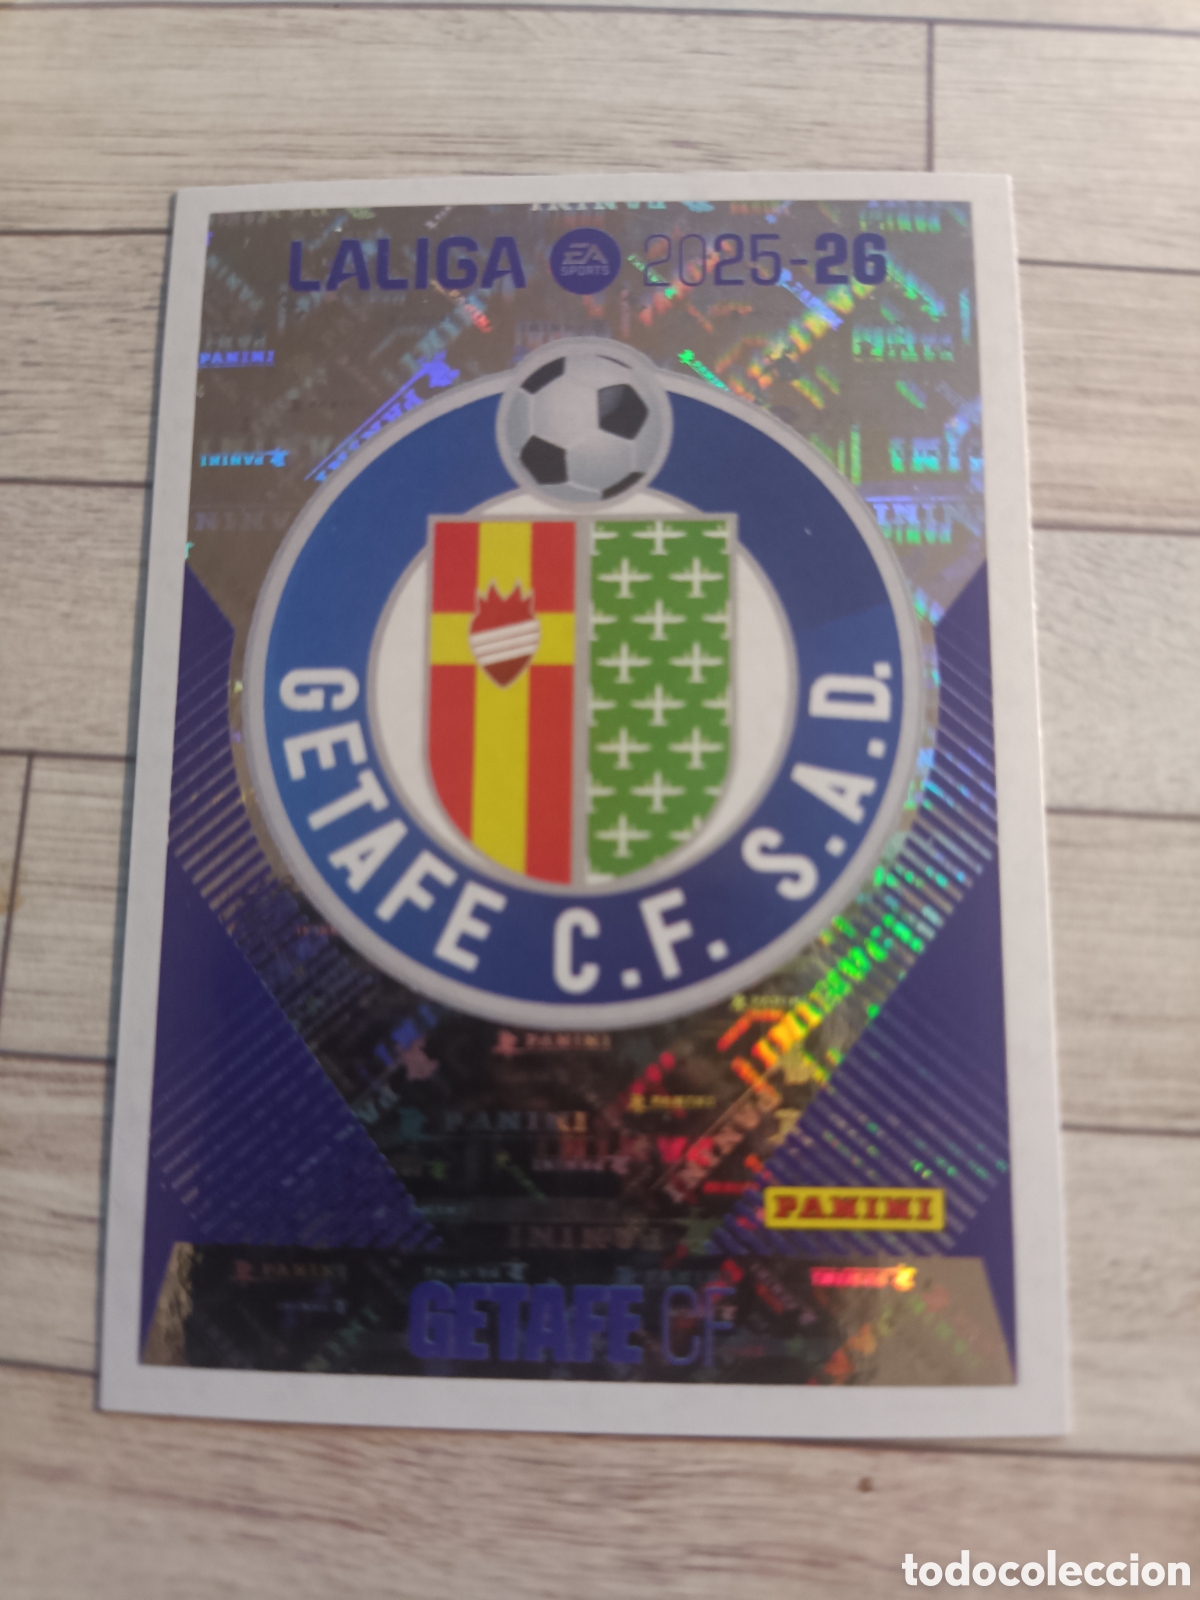 LALIGA EA SPORTS 2025-26
GETAFE C.F. S.A.D.
PANINI
GETAFE CF
todocoleccion